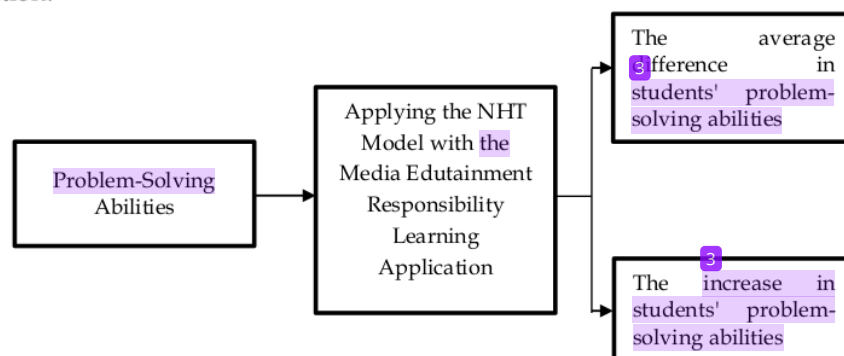 Problem-Solving
Abilities
Applying the NHT
Model with the
Media Edutainment
Responsibility
Learning
Application
The average
difference in
3
students' problem-
solving abilities
3
The increase in
students' problem-
solving abilities